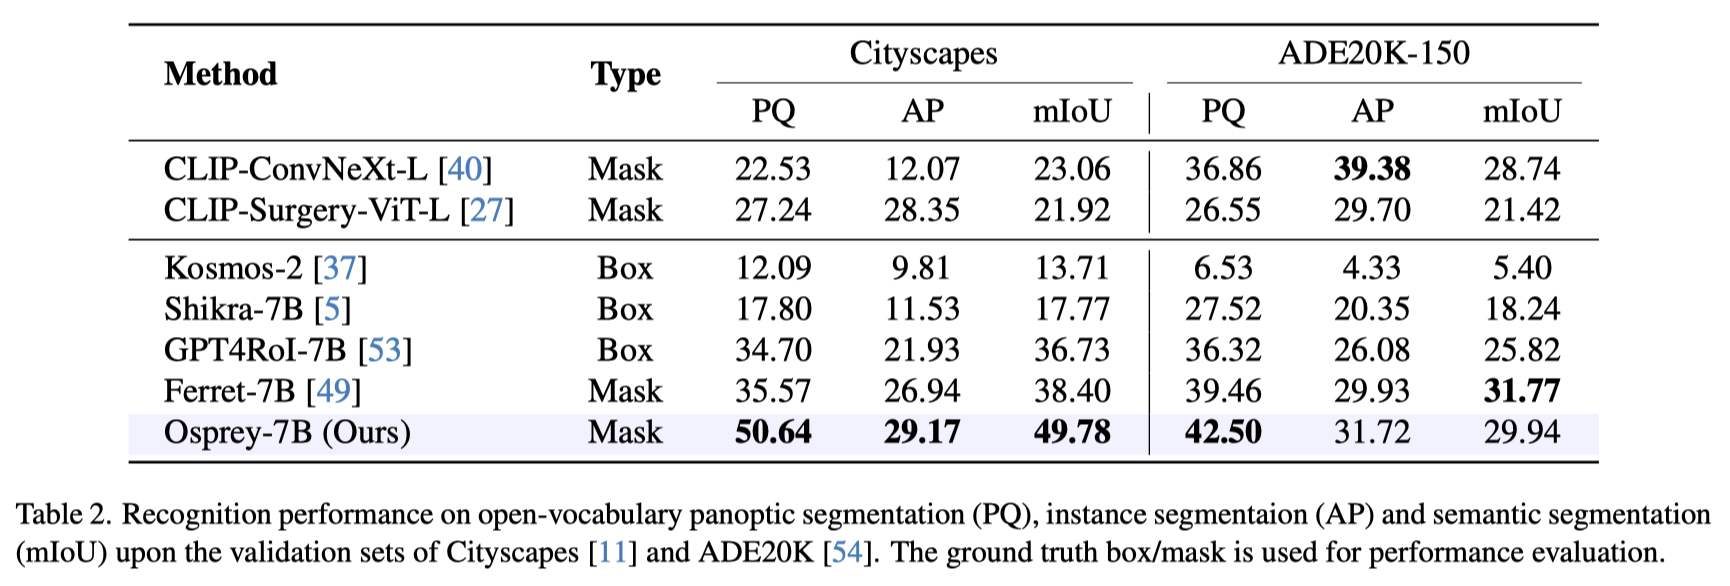 Method Type Cityscapes ADE20K-150
PQ AP mIoU PQ AP mIoU
CLIP-ConvNeXt-L [40] Mask 22.53 12.07 23.06 36.86 39.38 28.74
CLIP-Surgery-ViT-L [27] Mask 27.24 28.35 21.92 26.55 29.70 21.42
Kosmos-2 [37] Box 12.09 9.81 13.71 6.53 4.33 5.40
Shikra-7B [5] Box 17.80 11.53 17.77 27.52 20.35 18.24
GPT4RoI-7B [53] Box 34.70 21.93 36.73 36.32 26.08 25.82
Ferret-7B [49] Mask 35.57 26.94 38.40 39.46 29.93 31.77
Osprey-7B (Ours) Mask 50.64 29.17 49.78 42.50 31.72 29.94
Table 2. Recognition performance on open-vocabulary panoptic segmentation (PQ), instance segmentaion (AP) and semantic segmentation
(mIoU) upon the validation sets of Cityscapes [11] and ADE20K [54]. The ground truth box/mask is used for performance evaluation.